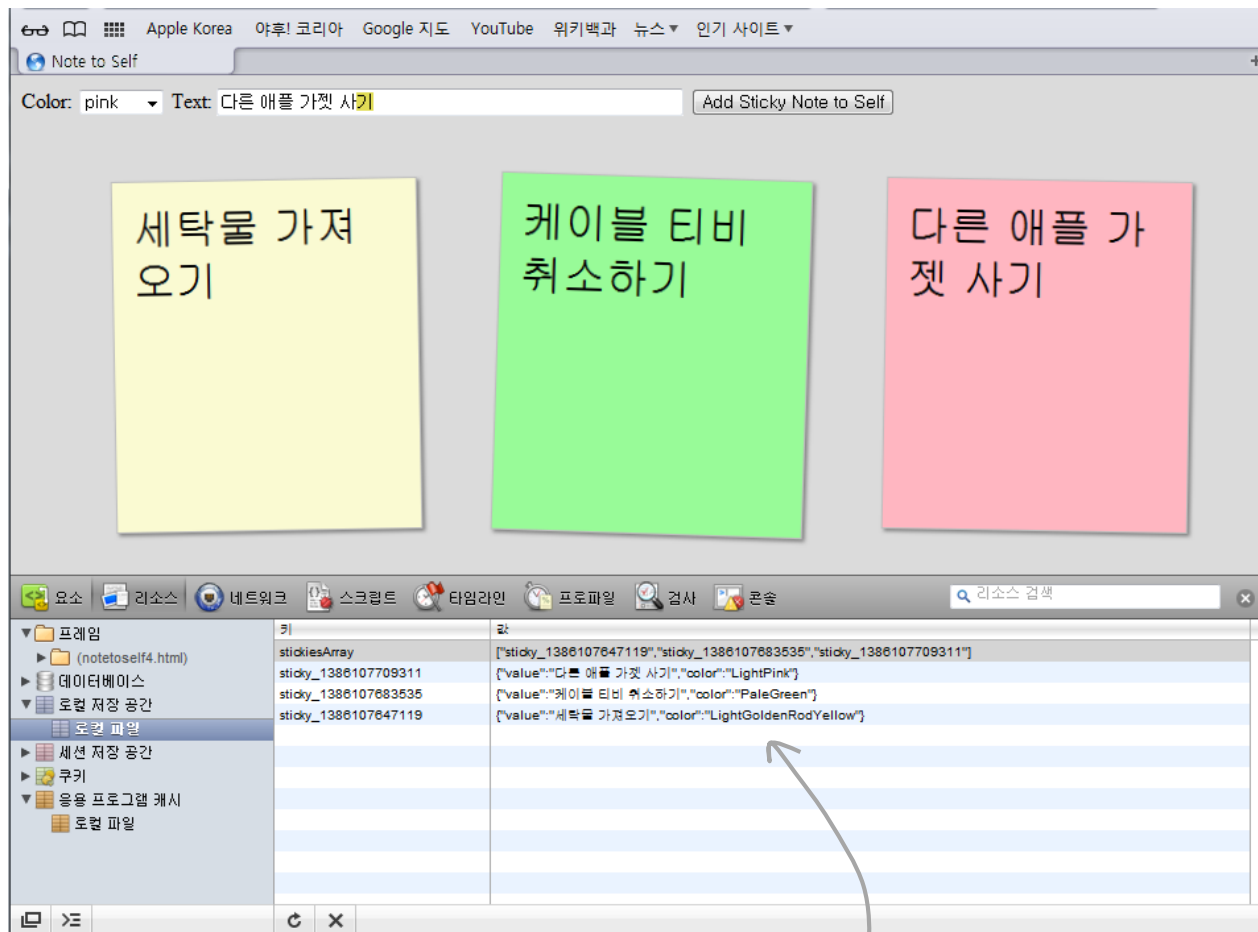 Apple Korea 야후! 코리아 Google 지도 YouTube 위키백과 뉴스▼ 인기 사이트▼
Note to Self
Color: pink Text: 다른 애플 가젯 사기 Add Sticky Note to Self
세탁물 가져
오기
케이블 티비
취소하기
다른 애플 가
젯 사기
요소 리소스 네트워크 스크립트 타임라인 프로파일 검사 콘솔 리소스 검색
프레임
(notetoself4.html)
데이터베이스
로컬 저장 공간
로컬 파일
세션 저장 공간
쿠키
응용 프로그램 캐시
로컬 파일
키 값
stickiesArray ["sticky_1386107647119","sticky_1386107683535","sticky_1386107709311"]
sticky_1386107709311 {"value":"다른 애플 가젯 사기","color":"LightPink"}
sticky_1386107683535 {"value":"케이블 티비 취소하기","color":"PaleGreen"}
sticky_1386107647119 {"value":"세탁물 가져오기","color":"LightGoldenRodYellow"}